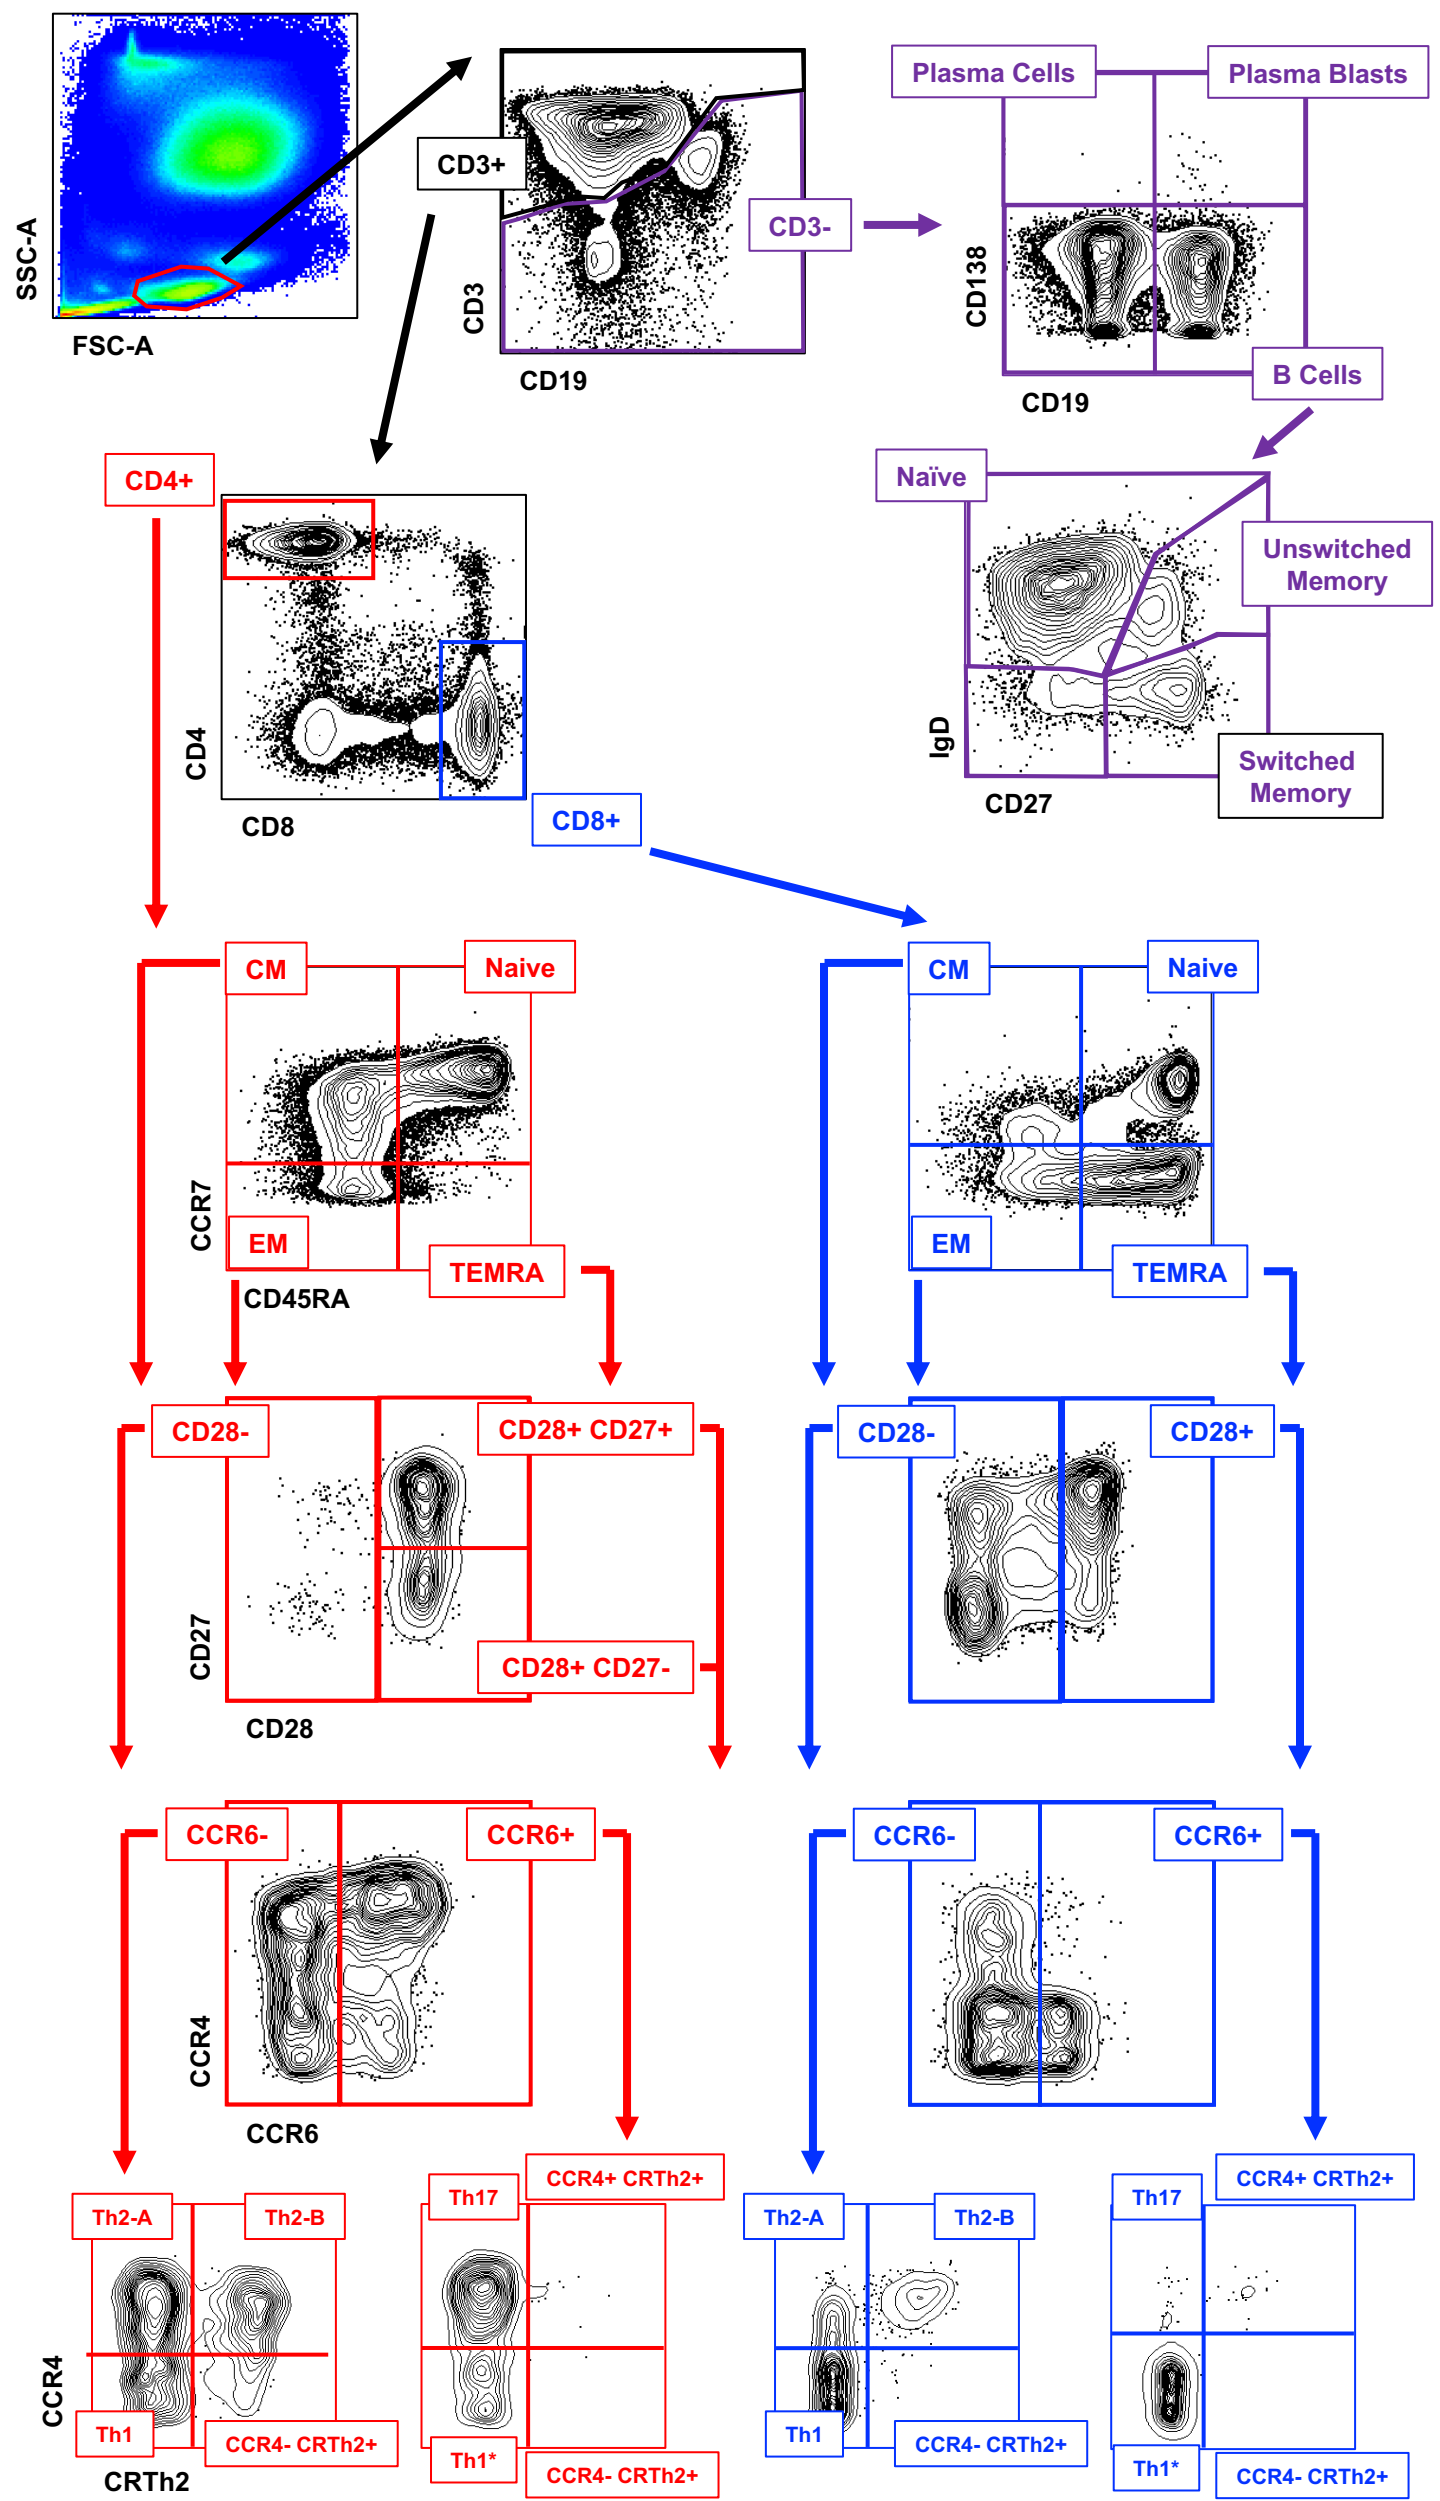 SSC-A
FSC-A
CD3+
CD3-
CD3
CD19
Plasma Cells
Plasma Blasts
CD138
B Cells
CD19
CD4+
CD4
CD8
CD8+
Naïve
Unswitched
Memory
IgD
Switched
Memory
CD27
CM
Naive
CCR7
EM
TEMRA
CD45RA
CM
Naive
EM
TEMRA
CD28-
CD28+ CD27+
CD27
CD28+ CD27-
CD28
CD28-
CD28+
CCR6-
CCR6+
CCR4
CCR6
CCR6-
CCR6+
Th2-A
Th2-B
CCR4
Th1
CCR4- CRTh2+
CRTh2
Th17
CCR4+ CRTh2+
Th1*
CCR4- CRTh2+
Th2-A
Th2-B
Th1
CCR4- CRTh2+
Th17
CCR4+ CRTh2+
Th1*
CCR4- CRTh2+